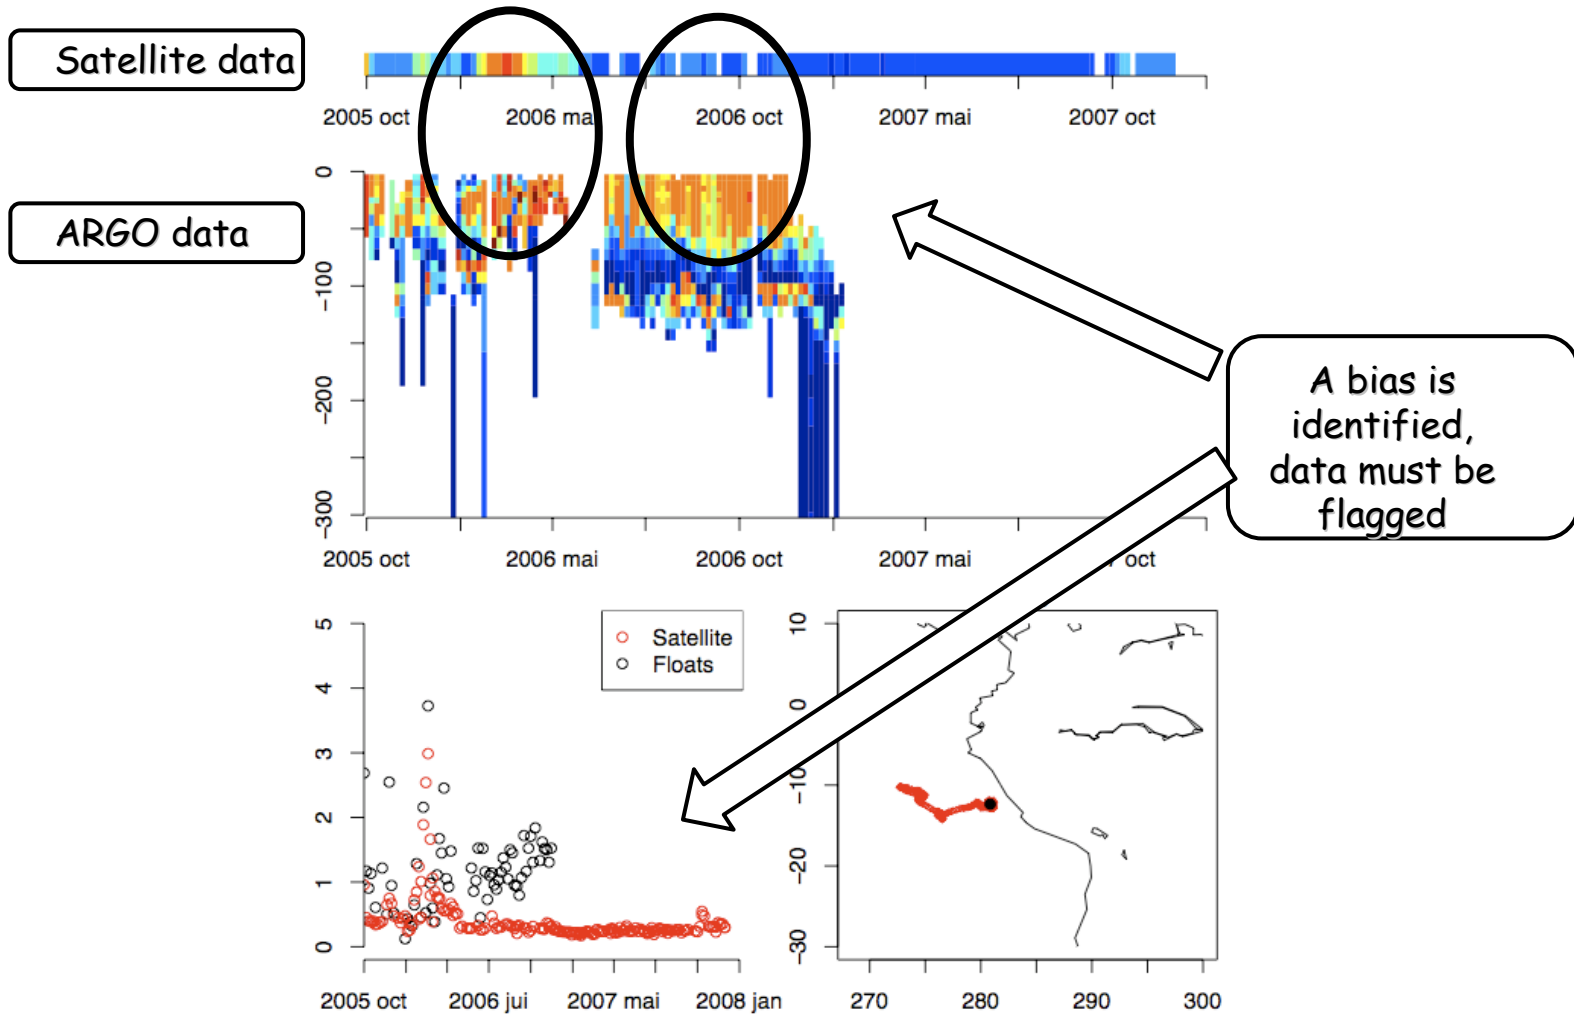 Satellite data
2005 oct 2006 mai 2006 oct 2007 mai 2007 oct
ARGO data
0
-100
-200
-300
2005 oct 2006 mai 2006 oct 2007 mai oct
A bias is
identified,
data must be
flagged
5
4
3
2
1
0
Satellite
Floats
2005 oct 2006 jui 2007 mai 2008 jan
10
0
-10
-20
-30
270 280 290 300